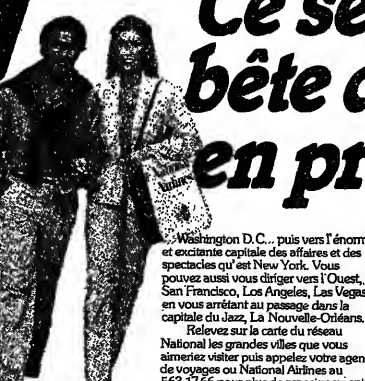 Ce se
bête
en pr
Washington D.C... puis vers l'énorm
et excitante capitale des affaires et des
spectacles qu'est New York. Vous
pouvez aussi vous diriger vers l'Ouest,
San Francisco, Los Angeles, Las Vegas
en vous arrêtant au passage dans la
capitale du Jazz, La Nouvelle-Orléans.
Relevez sur la carte du réseau
National les grandes villes que vous
aimeriez visiter puis appelez votre agen
de voyages ou National Airlines au